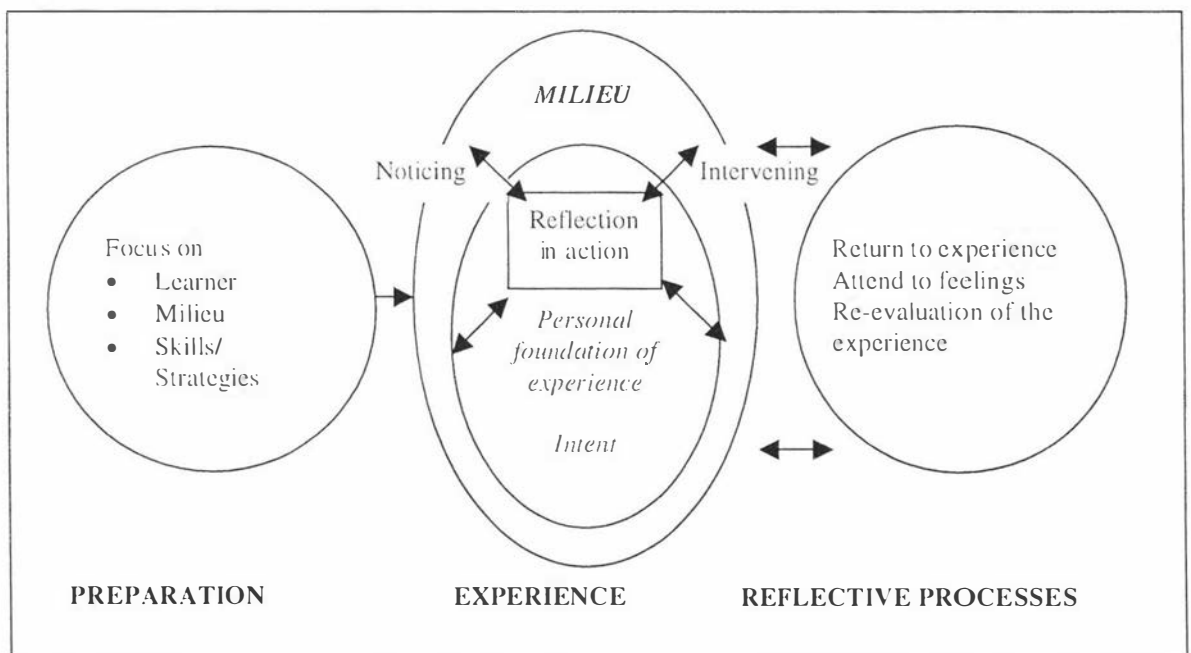 Focus on
• Learner
• Milieu
• Skills/
Strategies
PREPARATION
MILIEU
Noticing
Intervening
Reflection
in action
Personal
foundation of
experience
Intent
EXPERIENCE
Return to experience
Attend to feelings
Re-evaluation of the
experience
REFLECTIVE PROCESSES